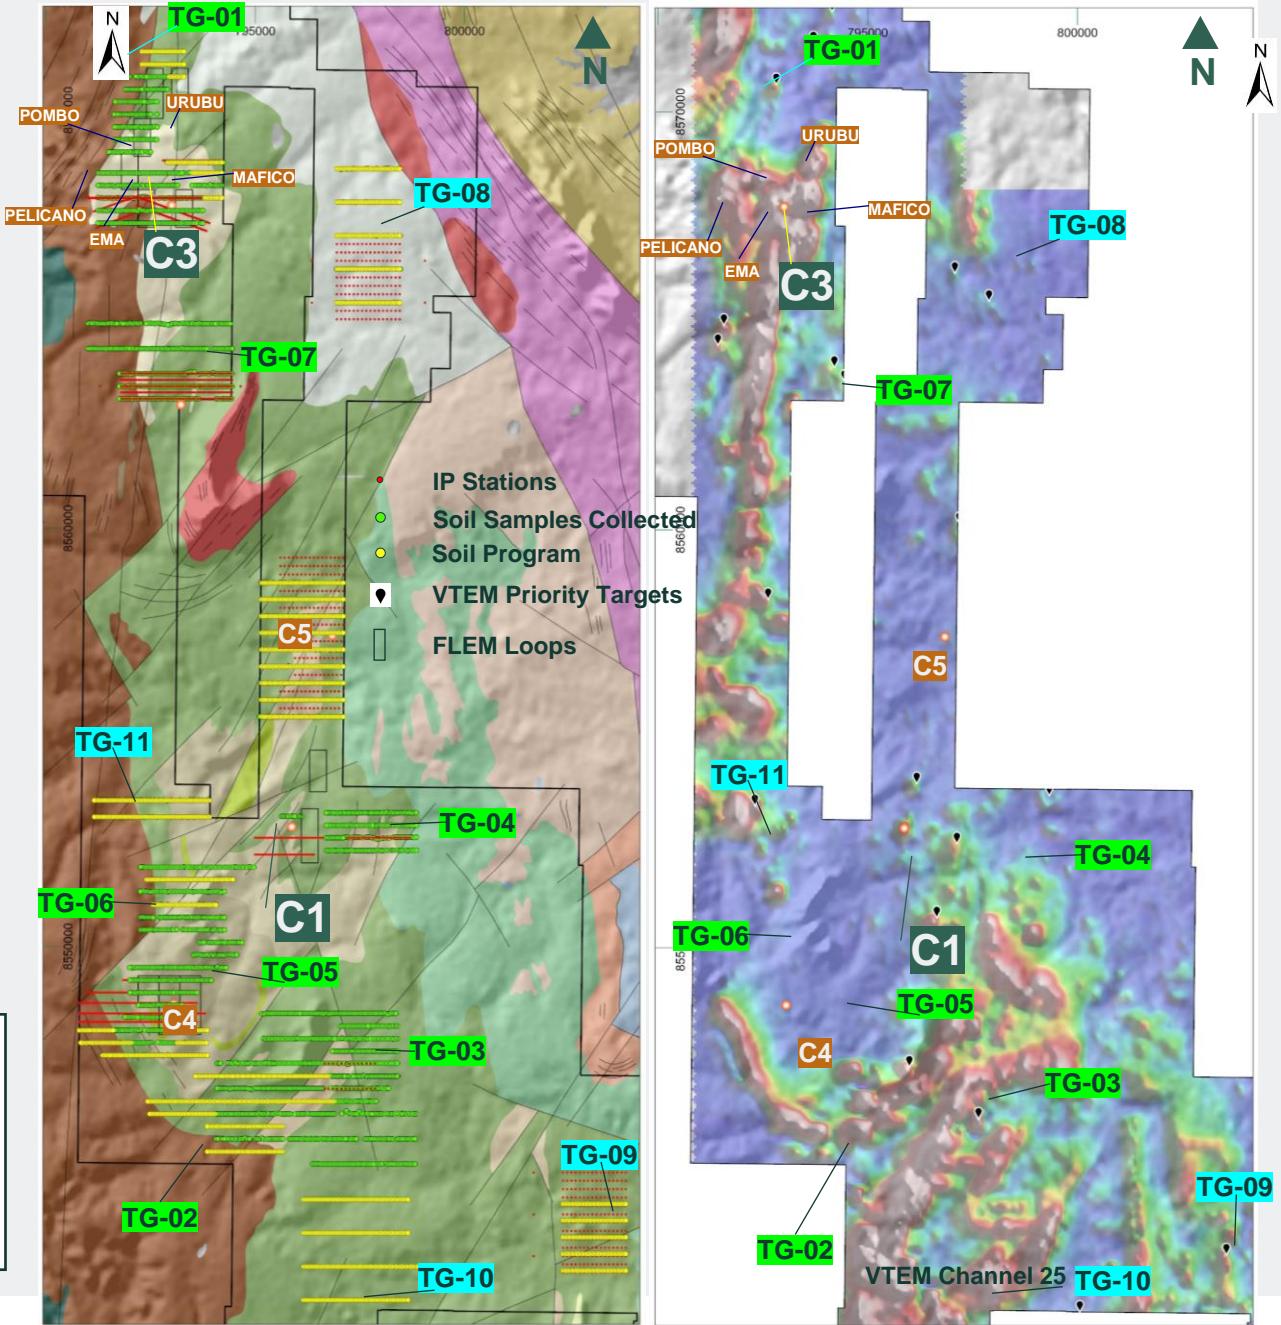 N
TG-01
795000
800000
N
8570000
POMBO
URUBU
MAFICO
TG-08
PELICANO
EMA
C3
TG-07
IP Stations
Soil Samples Collected
Soil Program
VTEM Priority Targets
FLEM Loops
8560000
C5
TG-11
TG-04
TG-06
C1
8550000
TG-05
C4
TG-03
TG-09
TG-02
TG-10
795000
800000
TG-01
N
N
8570000
URUBU
POMBO
MAFICO
TG-08
PELICANO
EMA
C3
TG-07
8560000
C5
TG-11
TG-04
TG-06
C1
TG-05
C4
TG-03
TG-09
TG-02
VTEM Channel 25
TG-10